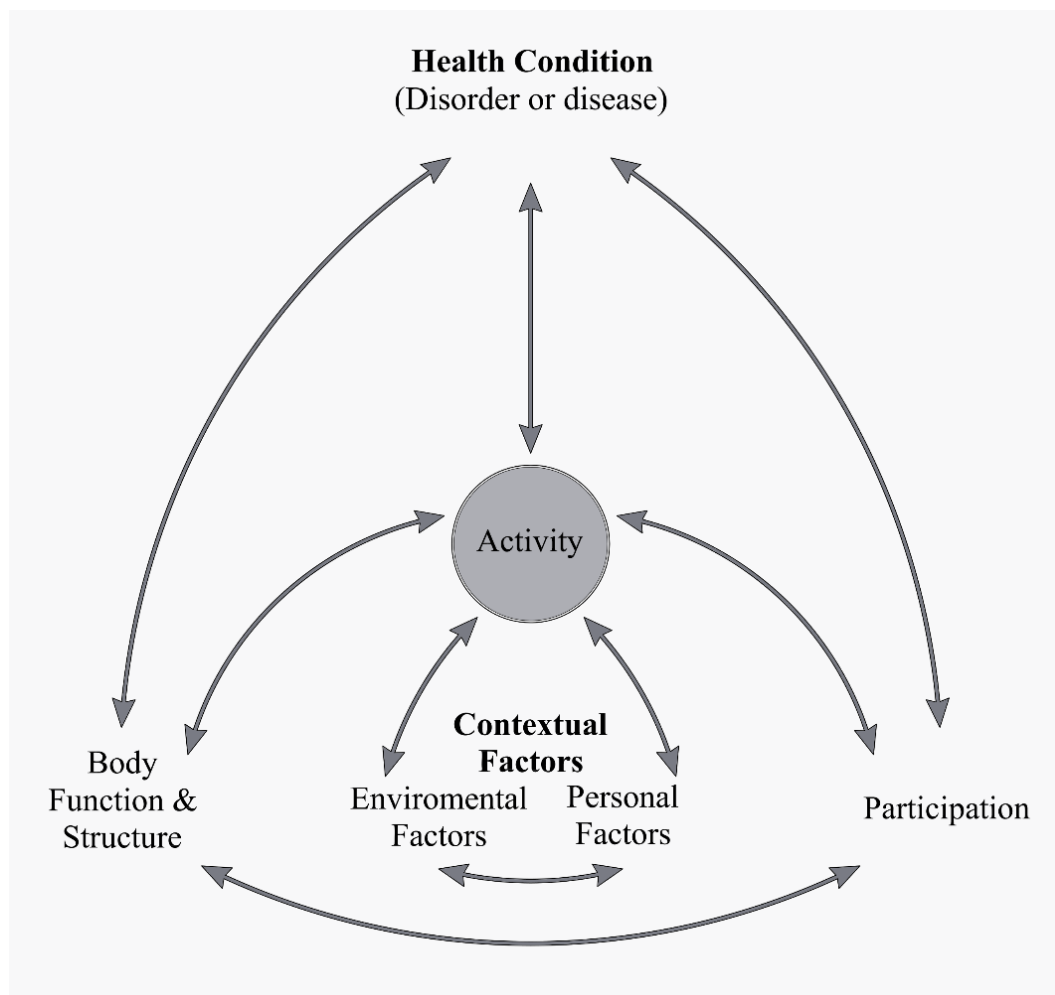 Health Condition
(Disorder or disease)
Activity
Contextual
Factors
Body
Function &
Structure
Enviromental
Factors
Personal
Factors
Participation